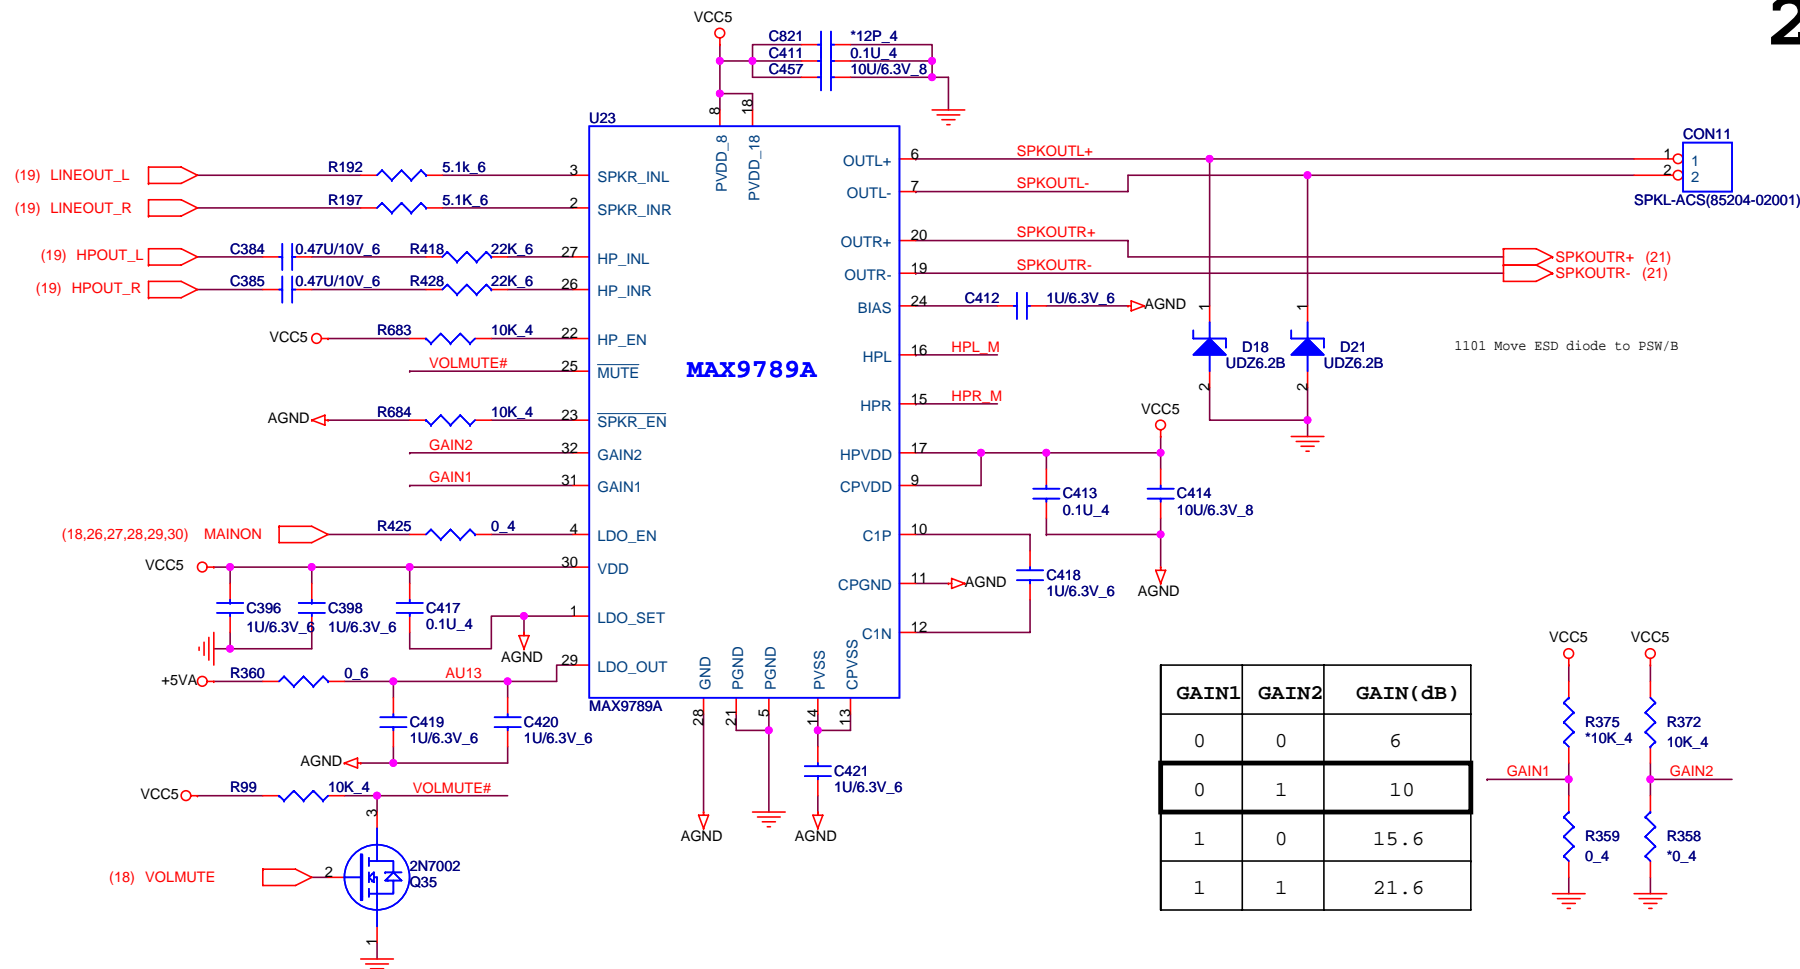 2
VCC5
C821 *12P_4
C411 0.1U_4
C457 10U/6.3V_8
8 18
U23
PVDD_8 PVDD_18
(19) LINEOUT_L R192 5.1k_6 3 SPKR_INL
(19) LINEOUT_R R197 5.1K_6 2 SPKR_INR
(19) HPOUT_L C384 0.47U/10V_6 R418 22K_6 27 HP_INL
(19) HPOUT_R C385 0.47U/10V_6 R428 22K_6 26 HP_INR
VCC5 R683 10K_4 22 HP_EN
VOLMUTE# 25 MUTE
AGND R684 10K_4 23 SPKR_EN
GAIN2 32 GAIN2
GAIN1 31 GAIN1
(18,26,27,28,29,30) MAINON R425 0_4 4 LDO_EN
VCC5 30 VDD
C396 1U/6.3V_6
C398 1U/6.3V_6
C417 0.1U_4
1 LDO_SET
AGND
29 LDO_OUT
+5VA R360 0_6 AU13
C419 1U/6.3V_6
C420 1U/6.3V_6
AGND
MAX9789A
MAX9789A
OUTL+ 6 SPKOUTL+
OUTL- 7 SPKOUTL-
CON11
1 1
2 2
SPKL-ACS(85204-02001)
OUTR+ 20 SPKOUTR+ SPKOUTR+ (21)
OUTR- 19 SPKOUTR- SPKOUTR- (21)
BIAS 24 C412 1U/6.3V_6 AGND
HPL 16 HPL_M
HPR 15 HPR_M
1 D18 UDZ6.2B 2
1 D21 UDZ6.2B 2
1101 Move ESD diode to PSW/B
VCC5
HPVDD 17
CPVDD 9
C413 0.1U_4
C414 10U/6.3V_8
AGND
C1P 10
CPGND 11 AGND
C418 1U/6.3V_6
C1N 12
GND PGND PGND PVSS CPVSS
28 21 5 14 13
C421 1U/6.3V_6
AGND AGND
VCC5 R99 10K_4 VOLMUTE#
3
(18) VOLMUTE 2
2N7002
Q35
1
GAIN1 GAIN2 GAIN(dB)
0 0 6
0 1 10
1 0 15.6
1 1 21.6
VCC5 VCC5
R375 *10K_4
R372 10K_4
GAIN1 GAIN2
R359 0_4
R358 *0_4